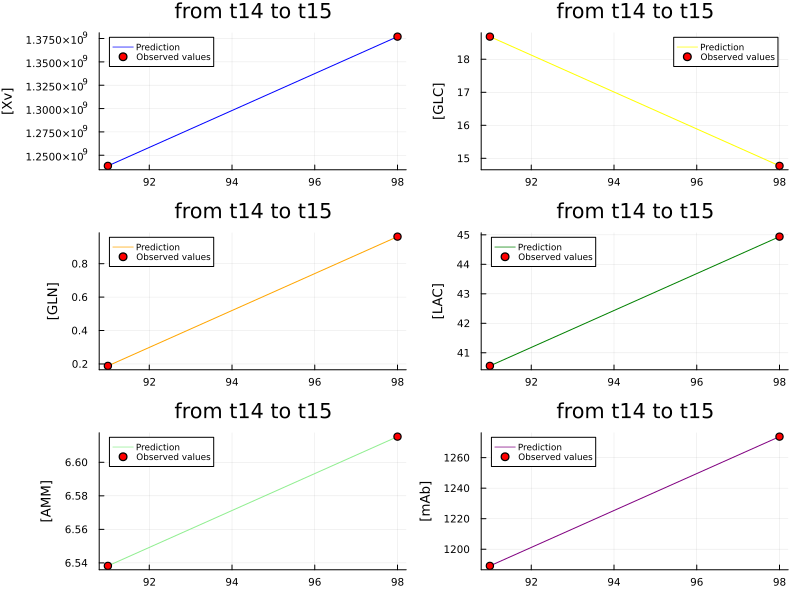 from t14 to t15
[Xv]
1.3750×10⁹
1.3500×10⁹
1.3250×10⁹
1.3000×10⁹
1.2750×10⁹
1.2500×10⁹
Prediction
Observed values
92 94 96 98
from t14 to t15
[GLC]
18
17
16
15
Prediction
Observed values
92 94 96 98
from t14 to t15
[GLN]
0.8
0.6
0.4
0.2
Prediction
Observed values
92 94 96 98
from t14 to t15
[LAC]
45
44
43
42
41
Prediction
Observed values
92 94 96 98
from t14 to t15
[AMM]
6.60
6.58
6.56
6.54
Prediction
Observed values
92 94 96 98
from t14 to t15
[mAb]
1260
1240
1220
1200
Prediction
Observed values
92 94 96 98